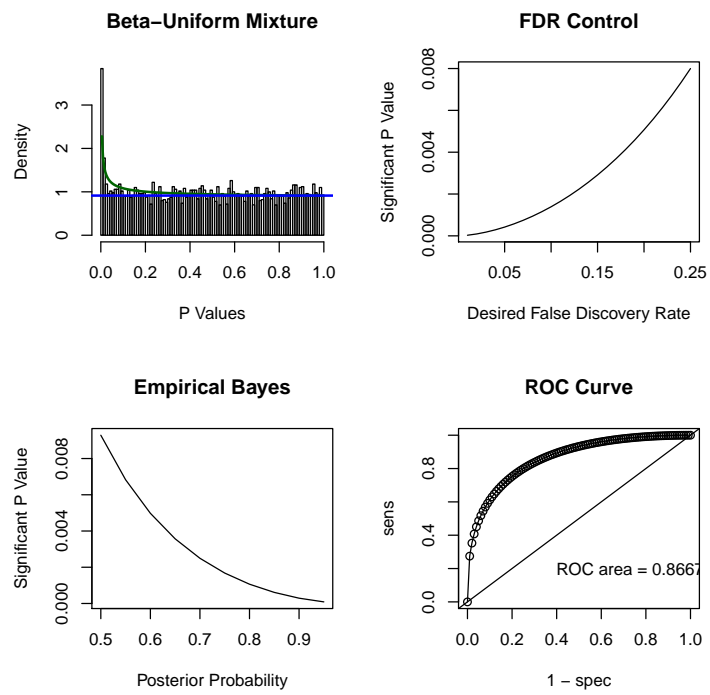 Beta−Uniform Mixture
Density
0 1 2 3
0.0 0.2 0.4 0.6 0.8 1.0
P Values
FDR Control
Significant P Value
0.000 0.004 0.008
0.05 0.15 0.25
Desired False Discovery Rate
Empirical Bayes
Significant P Value
0.000 0.004 0.008
0.5 0.6 0.7 0.8 0.9
Posterior Probability
ROC Curve
sens
0.0 0.4 0.8
ROC area = 0.8667
0.0 0.2 0.4 0.6 0.8 1.0
1 − spec